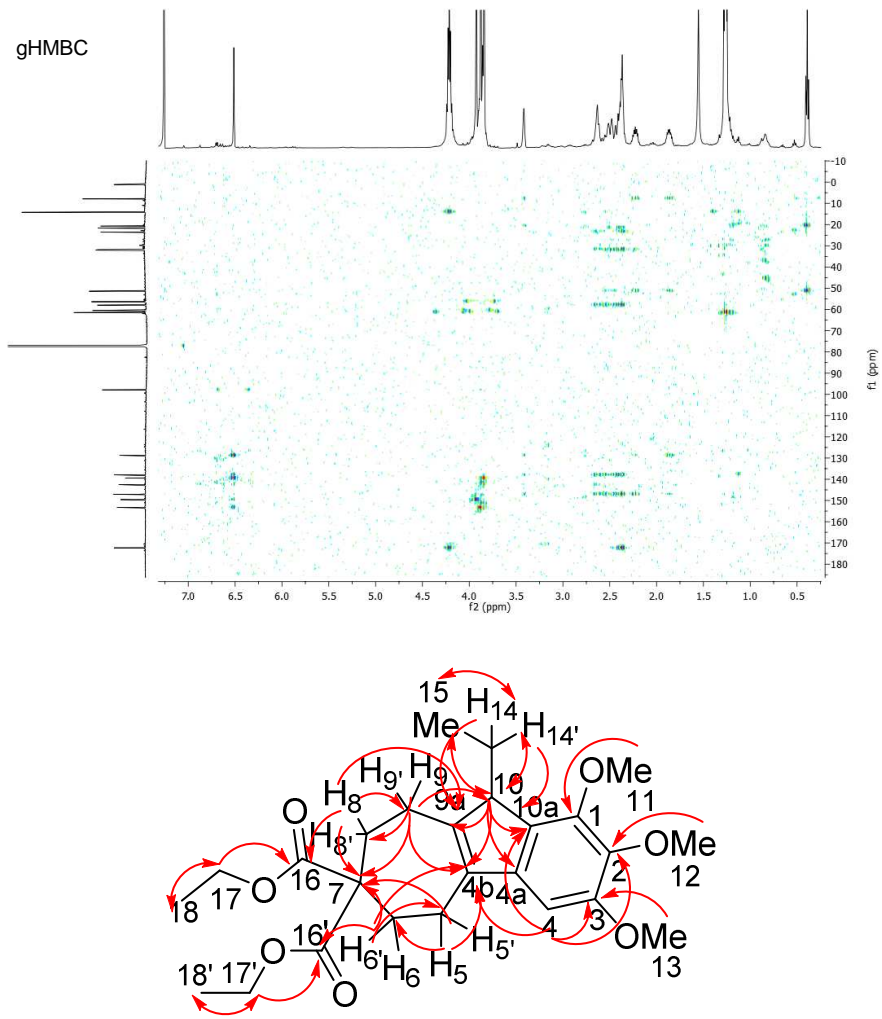 gHMBC
-10
0
10
20
30
40
50
60
70
80
90
100
110
120
130
140
150
160
170
180
f1 (ppm)
7.0 6.5 6.0 5.5 5.0 4.5 4.0 3.5 3.0 2.5 2.0 1.5 1.0 0.5
f2 (ppm)
15 H14
Me H14'
H9' H9 10 OMe
H8 9a 10a 1 11
H8' O
O 2 OMe
16 7 4b 4a 12
17 O 3
18 4 OMe
16' H5' 13
O H6' H6 H5
18' 17' O